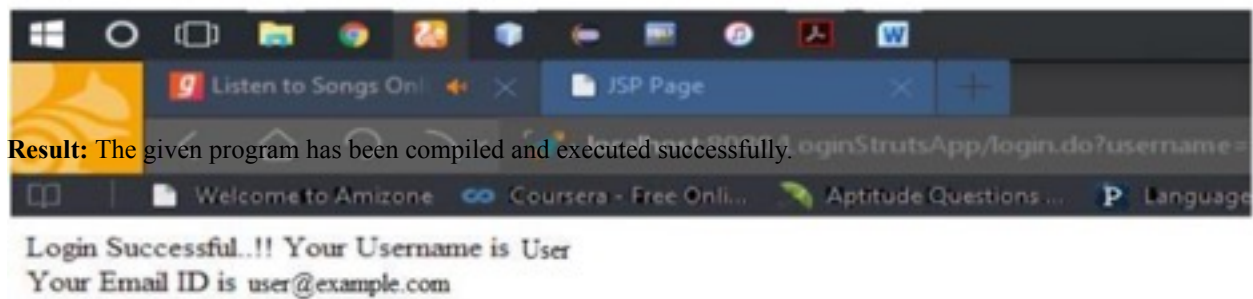 g Listen to Songs Onl
JSP Page
Result: The given program has been compiled and executed successfully.
oginStrutsApp/login.do?username=
Welcome to Amizone
Coursera - Free Onli...
Aptitude Questions ...
P Language
Login Successful..!! Your Username is User
Your Email ID is user@example.com